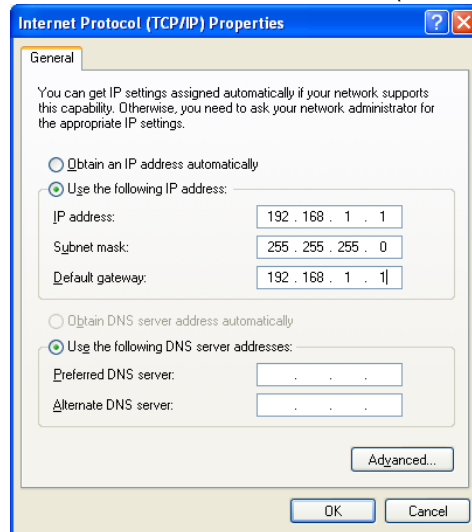 Internet Protocol (TCP/IP) Properties
General
You can get IP settings assigned automatically if your network supports
this capability. Otherwise, you need to ask your network administrator for
the appropriate IP settings.
Obtain an IP address automatically
Use the following IP address:
IP address: 192 . 168 . 1 . 1
Subnet mask: 255 . 255 . 255 . 0
Default gateway: 192 . 168 . 1 . 1
Obtain DNS server address automatically
Use the following DNS server addresses:
Preferred DNS server: . . .
Alternate DNS server: . . .
Advanced...
OK Cancel